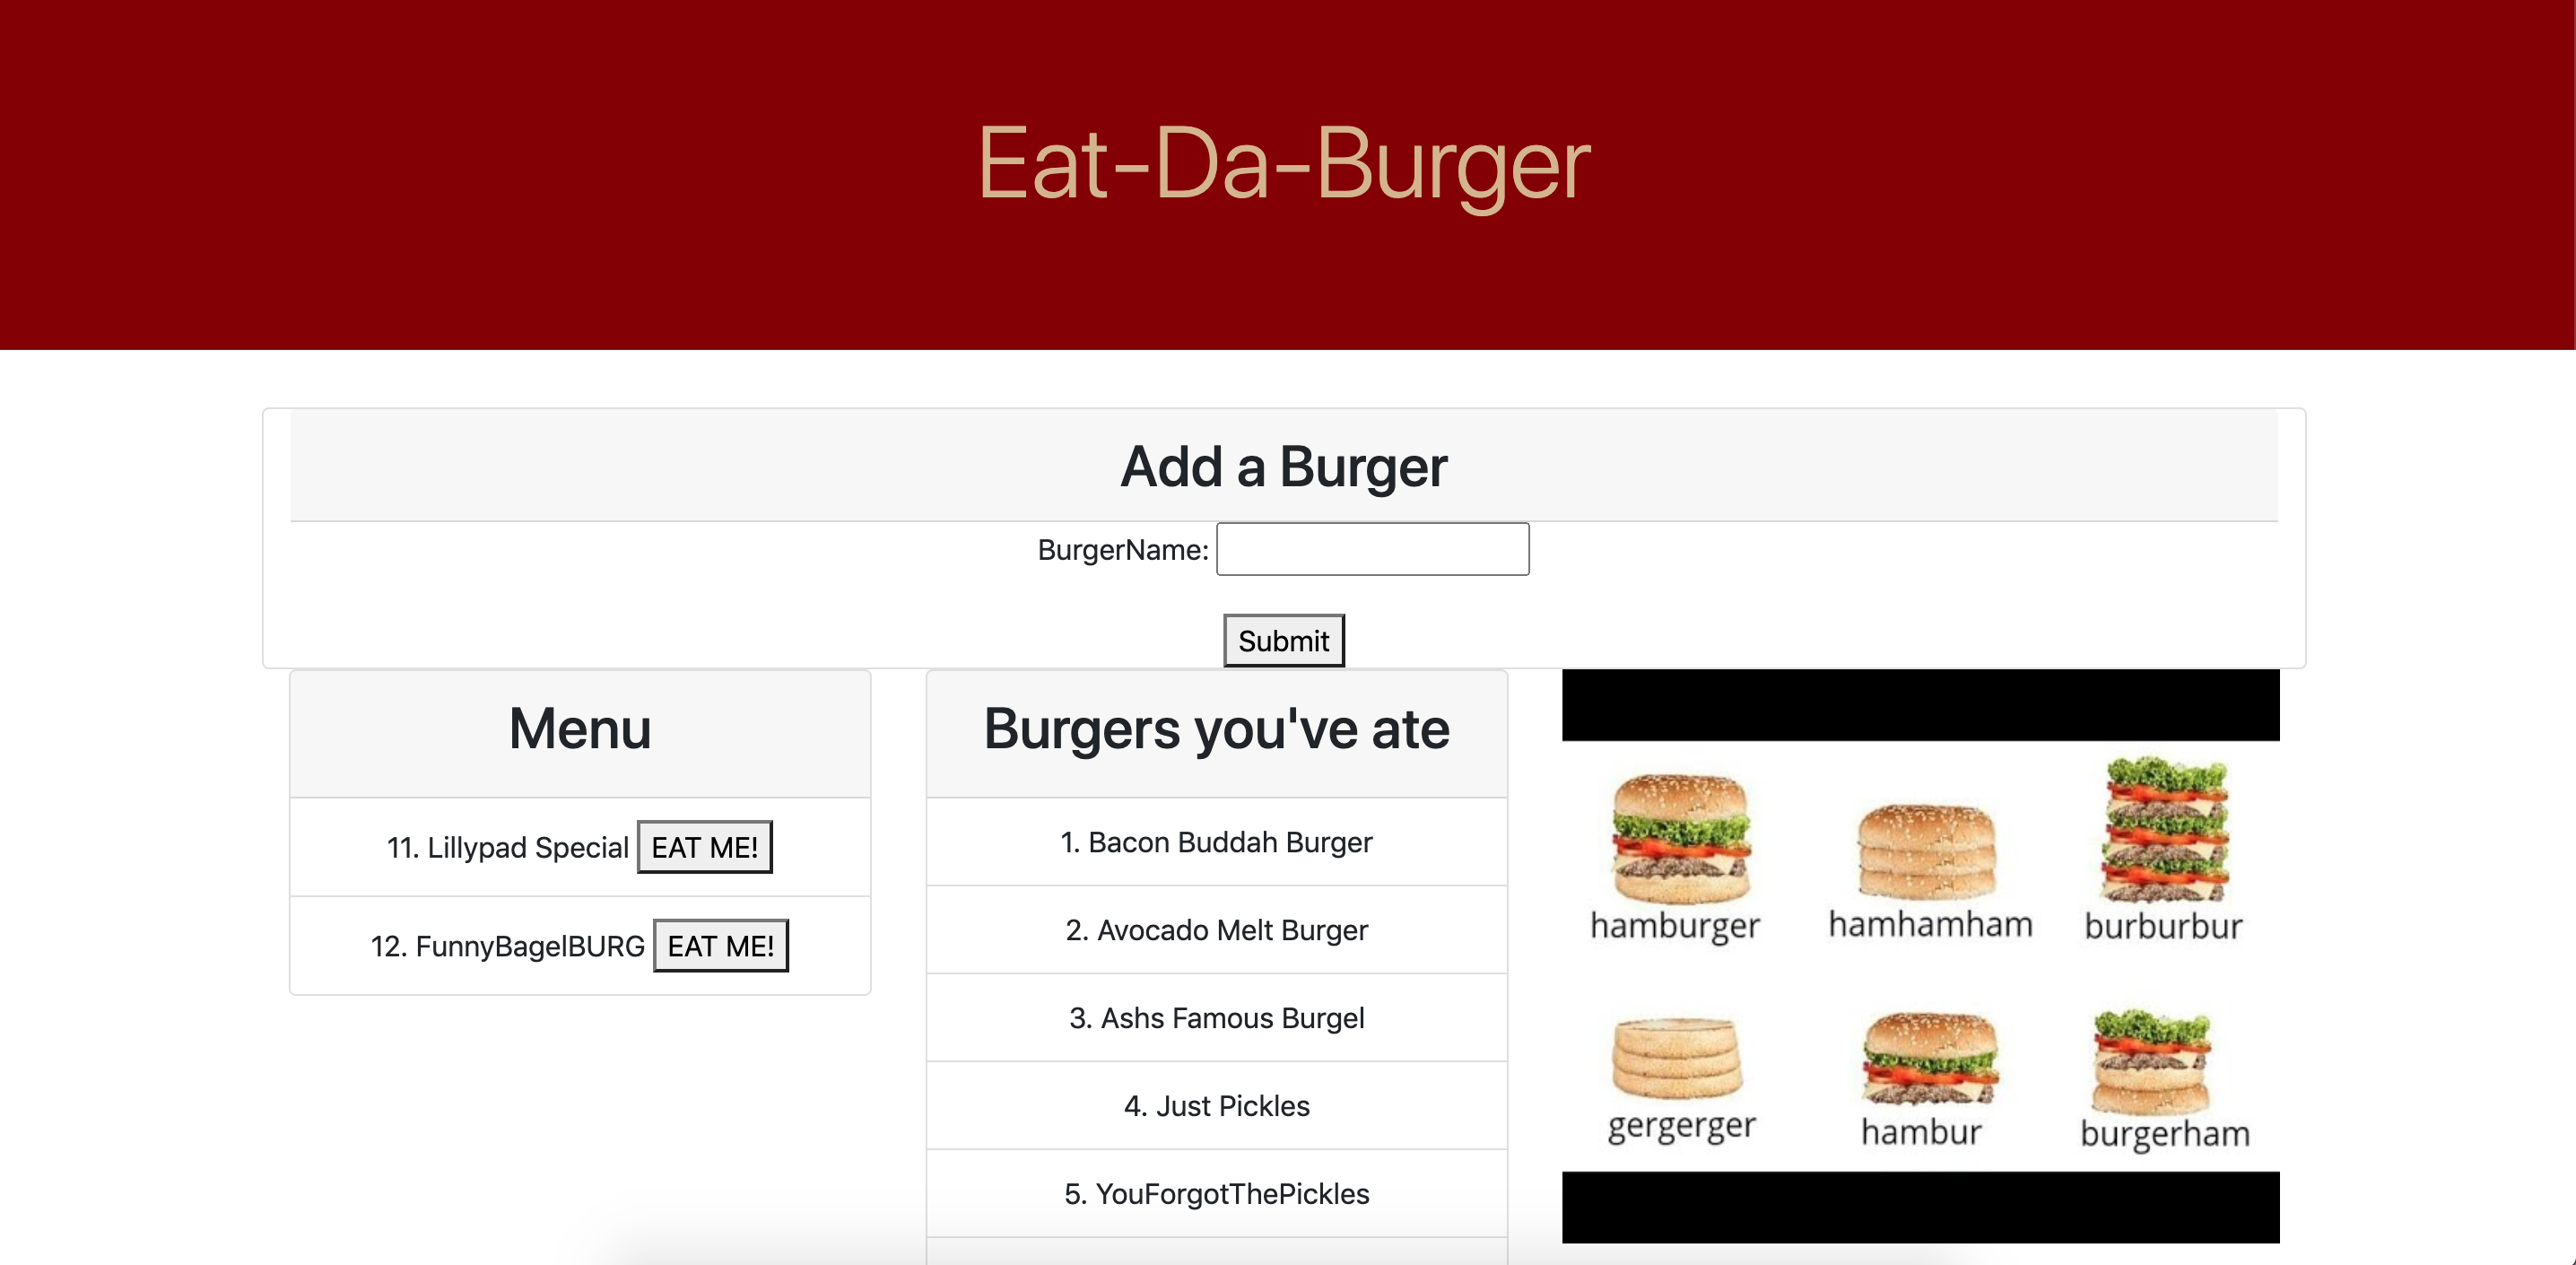 Eat-Da-Burger
Add a Burger
BurgerName:
Submit
Menu
11. Lillypad Special EAT ME!
12. FunnyBagelBURG EAT ME!
Burgers you've ate
1. Bacon Buddah Burger
2. Avocado Melt Burger
3. Ashs Famous Burgel
4. Just Pickles
5. YouForgotThePickles
hamburger hamhamham burburbur
gergerger hambur burgerham